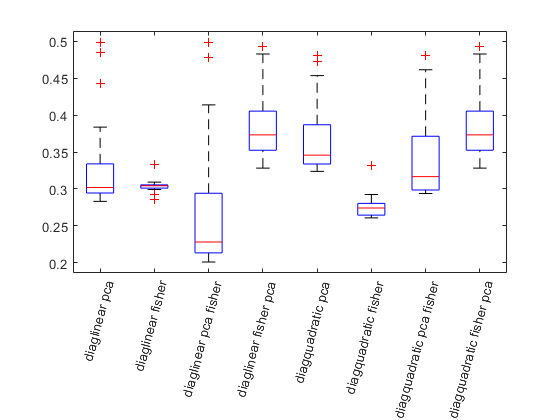 0.5
0.45
0.4
0.35
0.3
0.25
0.2
diaglinear pca
diaglinear fisher
diaglinear pca fisher
diaglinear fisher pca
diagquadratic pca
diagquadratic fisher
diagquadratic pca fisher
diagquadratic fisher pca